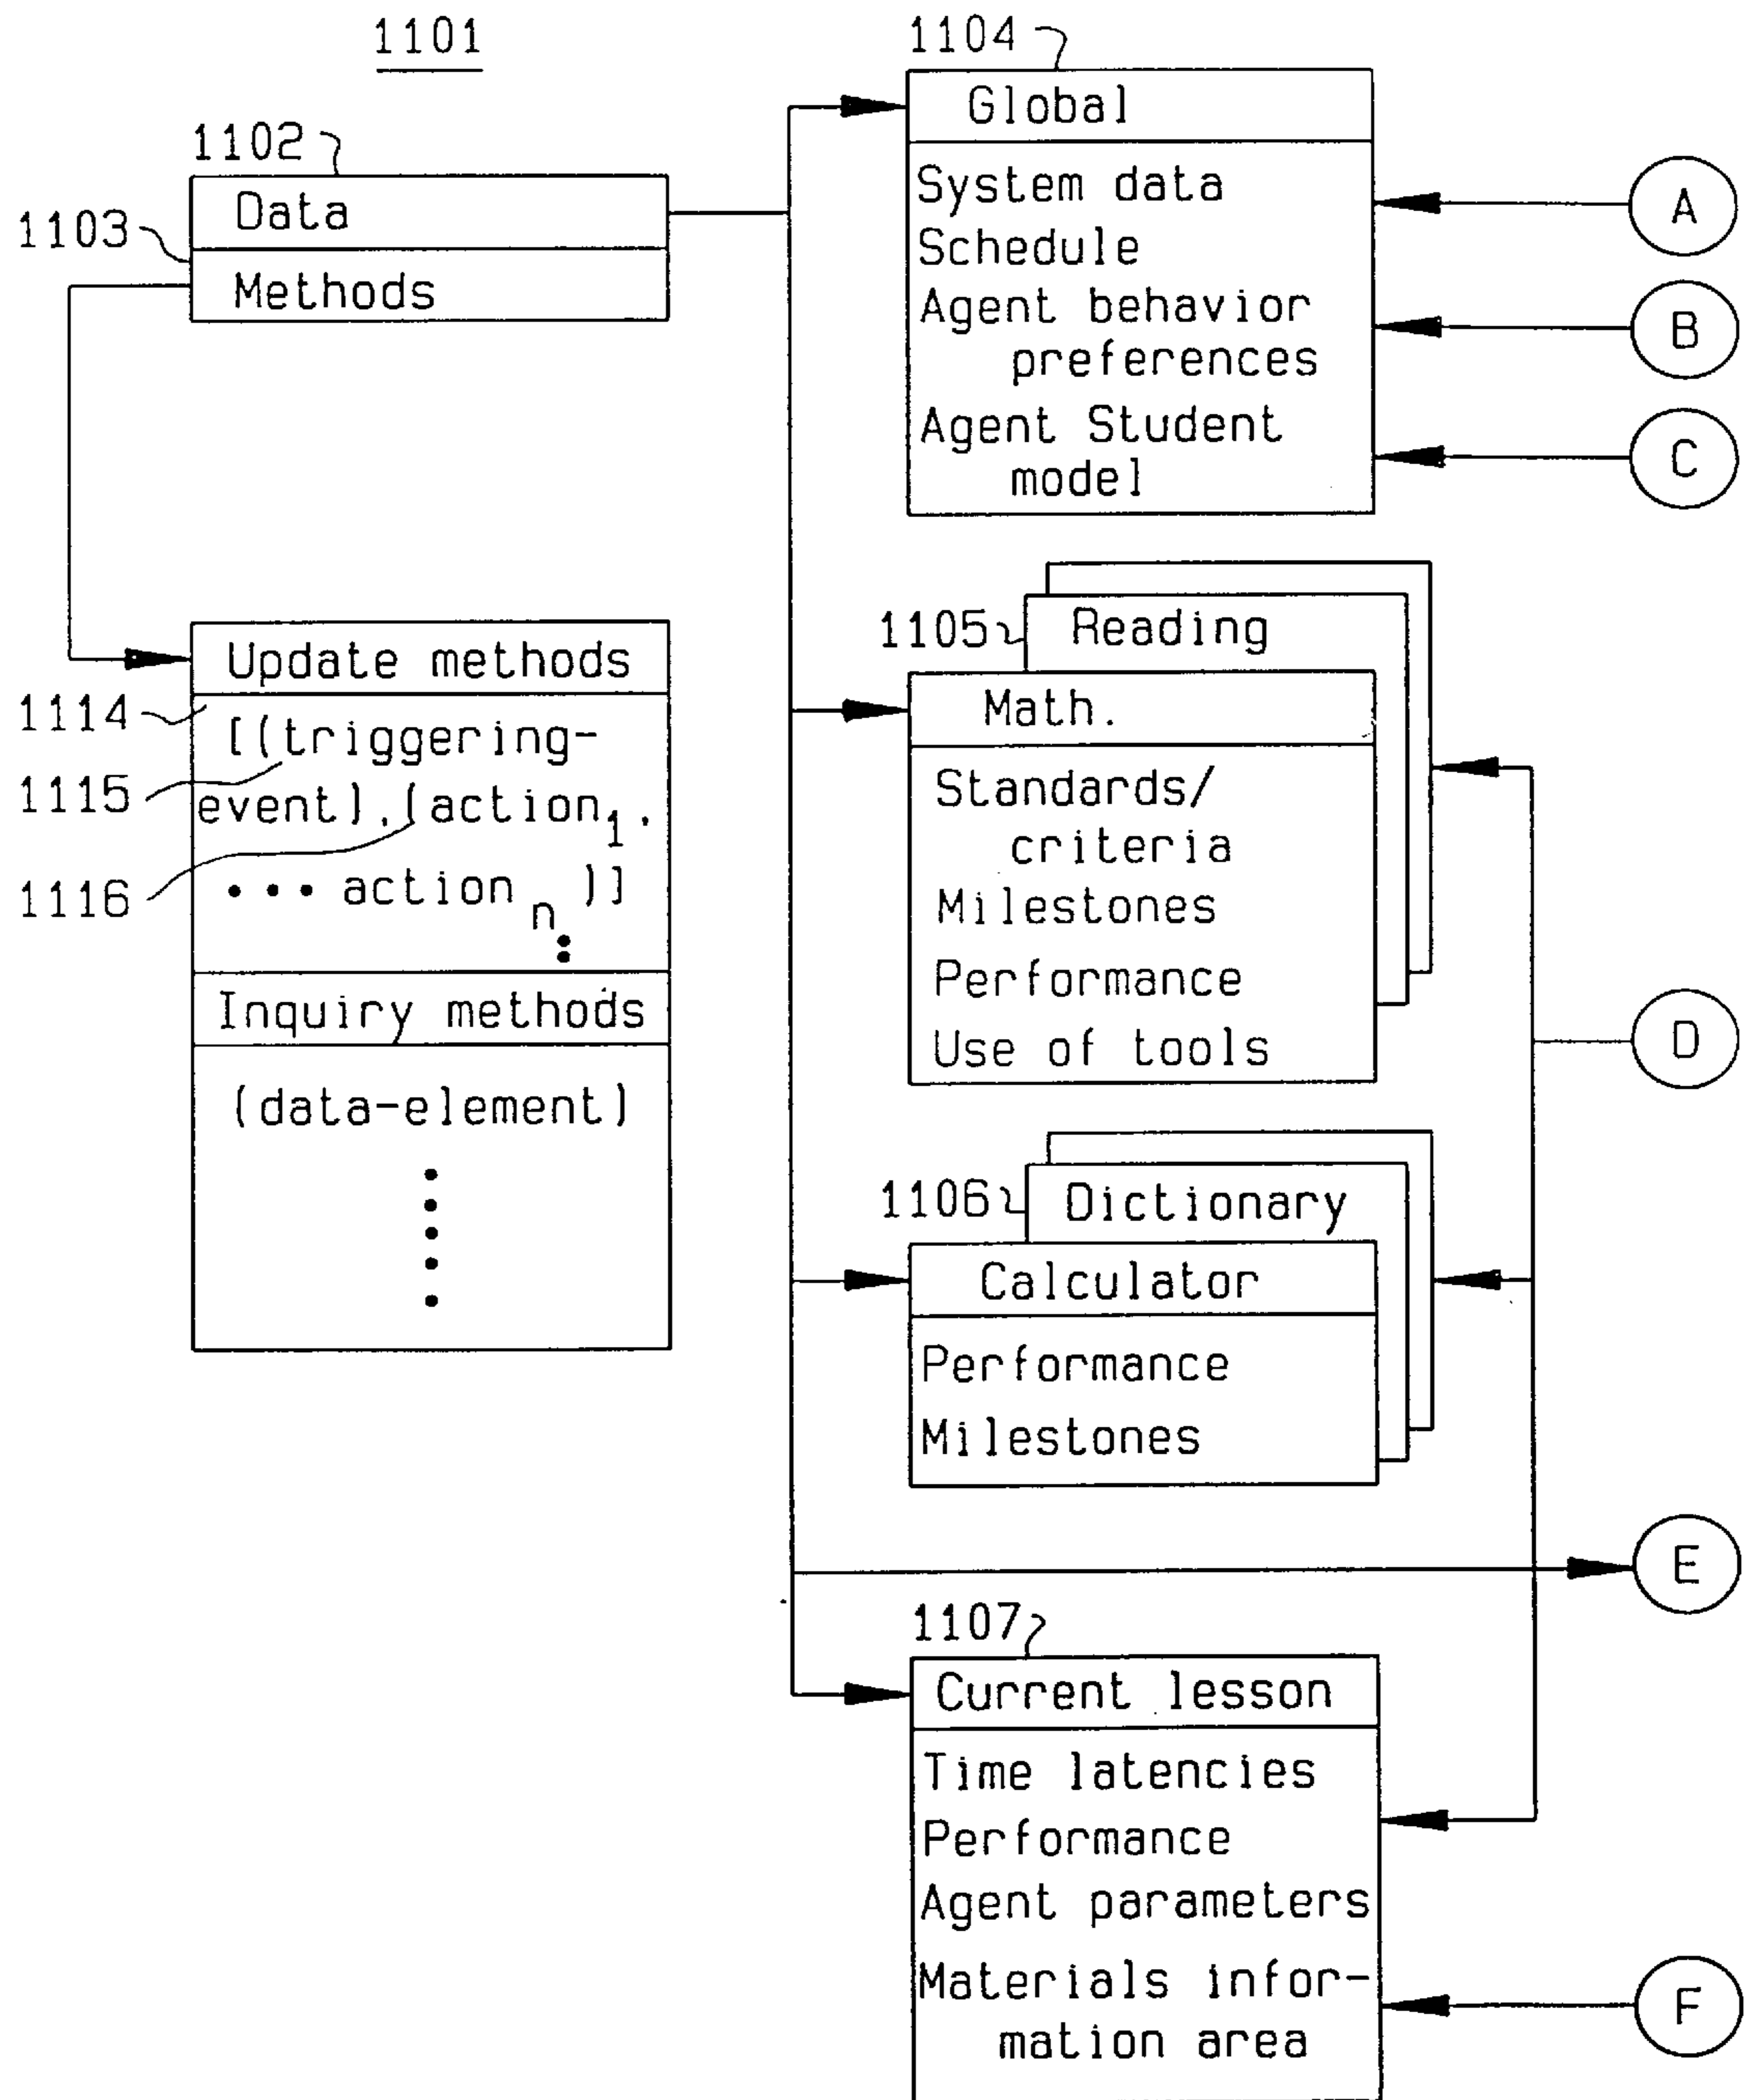 1101
1102
Data
1103
Methods
Update methods
1114
[(triggering-
1115
event),(action1,
1116
••• action n )]
Inquiry methods
(data-element)
1104
Global
System data
Schedule
Agent behavior
preferences
Agent Student
model
A
B
C
1105
Reading
Math.
Standards/
criteria
Milestones
Performance
Use of tools
D
1106
Dictionary
Calculator
Performance
Milestones
E
1107
Current lesson
Time latencies
Performance
Agent parameters
Materials infor-
mation area
F